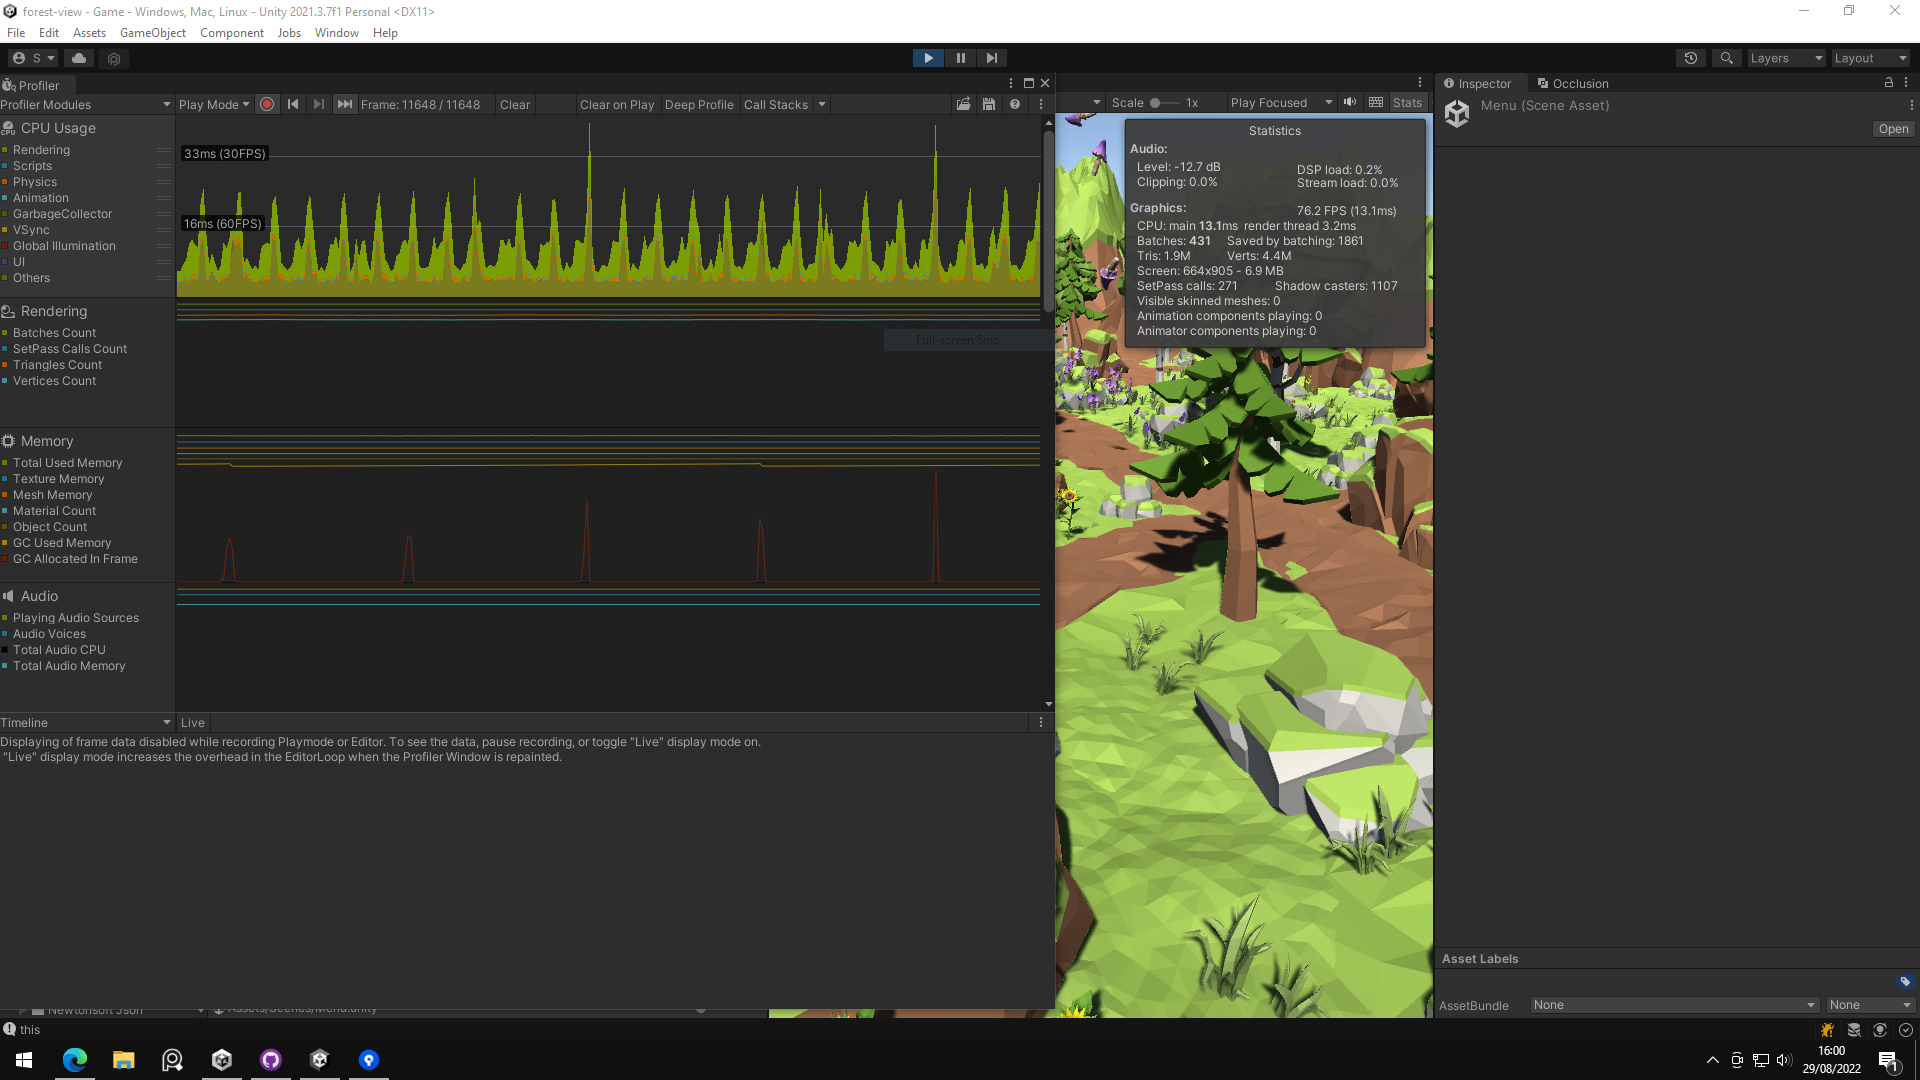 forest-view - Game - Windows, Mac, Linux - Unity 2021.3.7f1 Personal <DX11>
File Edit Assets GameObject Component Jobs Window Help
S Layers Layout
Profiler
Profiler Modules Play Mode Frame: 11648 / 11648 Clear Clear on Play Deep Profile Call Stacks
CPU Usage
Rendering
Scripts
Physics
Animation
GarbageCollector
VSync
Global Illumination
UI
Others
33ms (30FPS)
16ms (60FPS)
Rendering
Batches Count
SetPass Calls Count
Triangles Count
Vertices Count
Full-screen Snip
Memory
Total Used Memory
Texture Memory
Mesh Memory
Material Count
Object Count
GC Used Memory
GC Allocated In Frame
Audio
Playing Audio Sources
Audio Voices
Total Audio CPU
Total Audio Memory
Timeline Live
Displaying of frame data disabled while recording Playmode or Editor. To see the data, pause recording, or toggle "Live" display mode on.
"Live" display mode increases the overhead in the EditorLoop when the Profiler Window is repainted.
Scale 1x Play Focused Stats
Statistics
Audio:
Level: -12.7 dB DSP load: 0.2%
Clipping: 0.0% Stream load: 0.0%
Graphics: 76.2 FPS (13.1ms)
CPU: main 13.1ms render thread 3.2ms
Batches: 431 Saved by batching: 1861
Tris: 1.9M Verts: 4.4M
Screen: 664x905 - 6.9 MB
SetPass calls: 271 Shadow casters: 1107
Visible skinned meshes: 0
Animation components playing: 0
Animator components playing: 0
Inspector Occlusion
Menu (Scene Asset)
Open
Asset Labels
AssetBundle None None
Newtonsoft Json Assets/Scenes/Menu.unity
this
16:00
29/08/2022
1